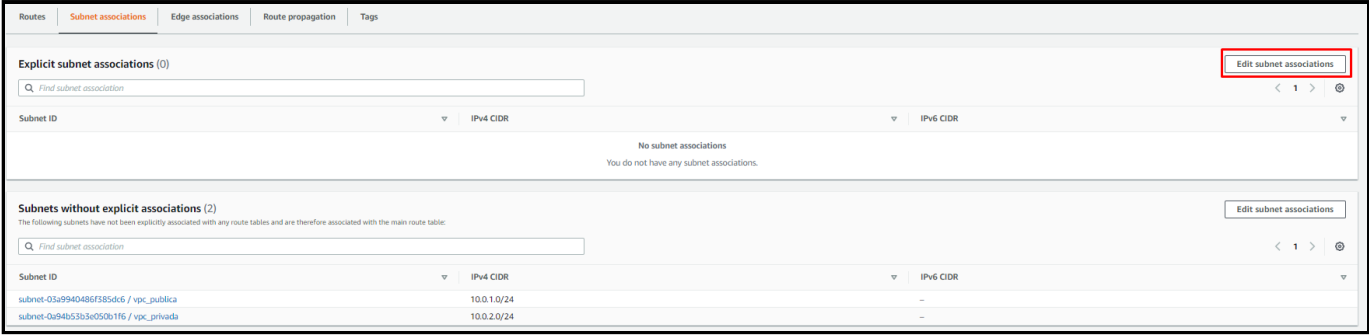 Routes Subnet associations Edge associations Route propagation Tags
Explicit subnet associations (0) Edit subnet associations
Find subnet association 1
Subnet ID IPv4 CIDR IPv6 CIDR
No subnet associations
You do not have any subnet associations.
Subnets without explicit associations (2) Edit subnet associations
The following subnets have not been explicitly associated with any route tables and are therefore associated with the main route table:
Find subnet association 1
Subnet ID IPv4 CIDR IPv6 CIDR
subnet-03a9940486f385dc6 / vpc_publica 10.0.1.0/24 –
subnet-0a94b53b3e050b1f6 / vpc_privada 10.0.2.0/24 –